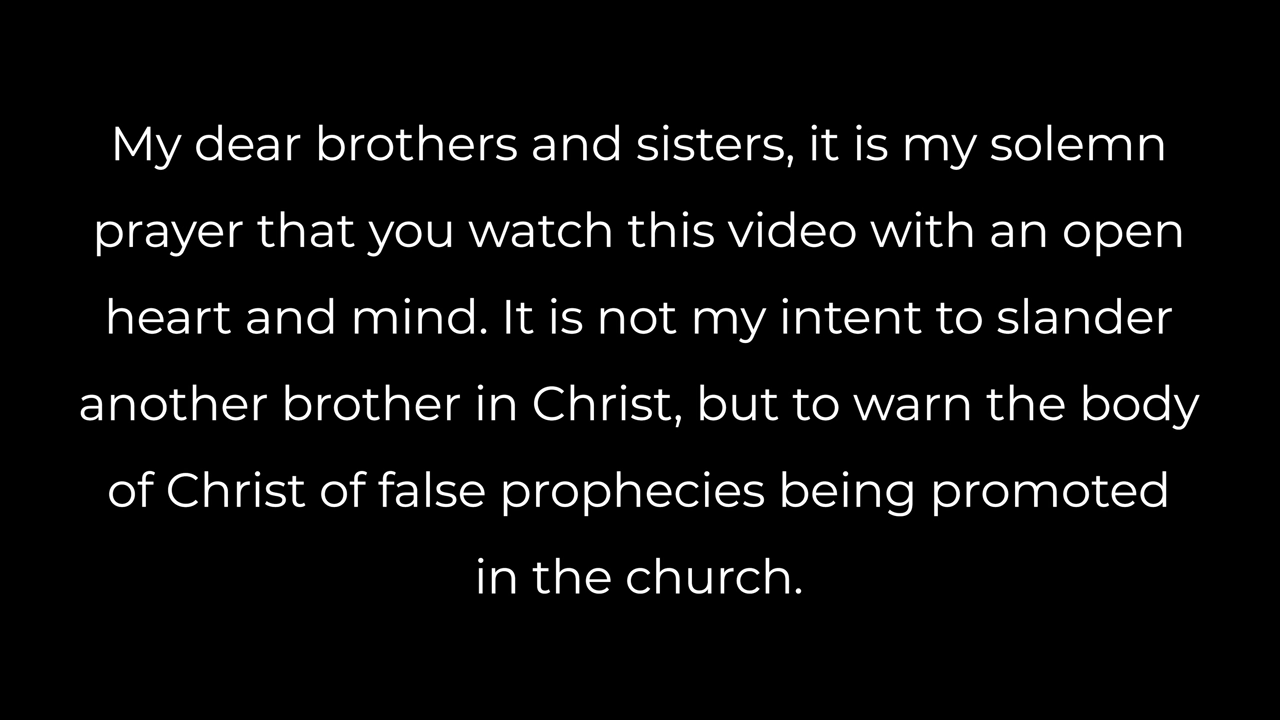 My dear brothers and sisters, it is my solemn
prayer that you watch this video with an open
heart and mind. It is not my intent to slander
another brother in Christ, but to warn the body
of Christ of false prophecies being promoted
in the church.